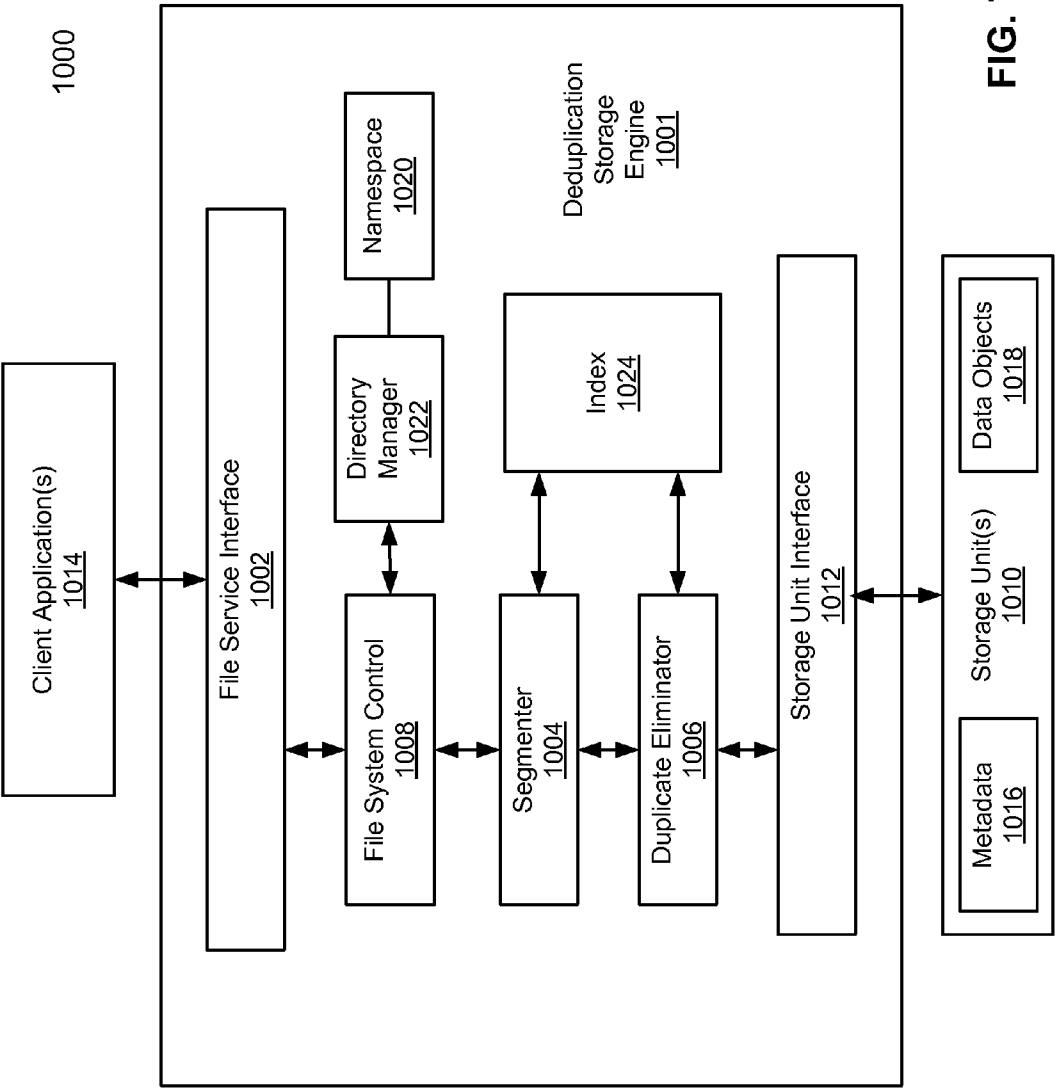 1000
Client Application(s)
1014
File Service Interface
1002
File System Control
1008
Directory
Manager
1022
Namespace
1020
Segmenter
1004
Index
1024
Duplicate Eliminator
1006
Deduplication
Storage
Engine
1001
Storage Unit Interface
1012
Metadata
1016
Storage Unit(s)
1010
Data Objects
1018
FIG.